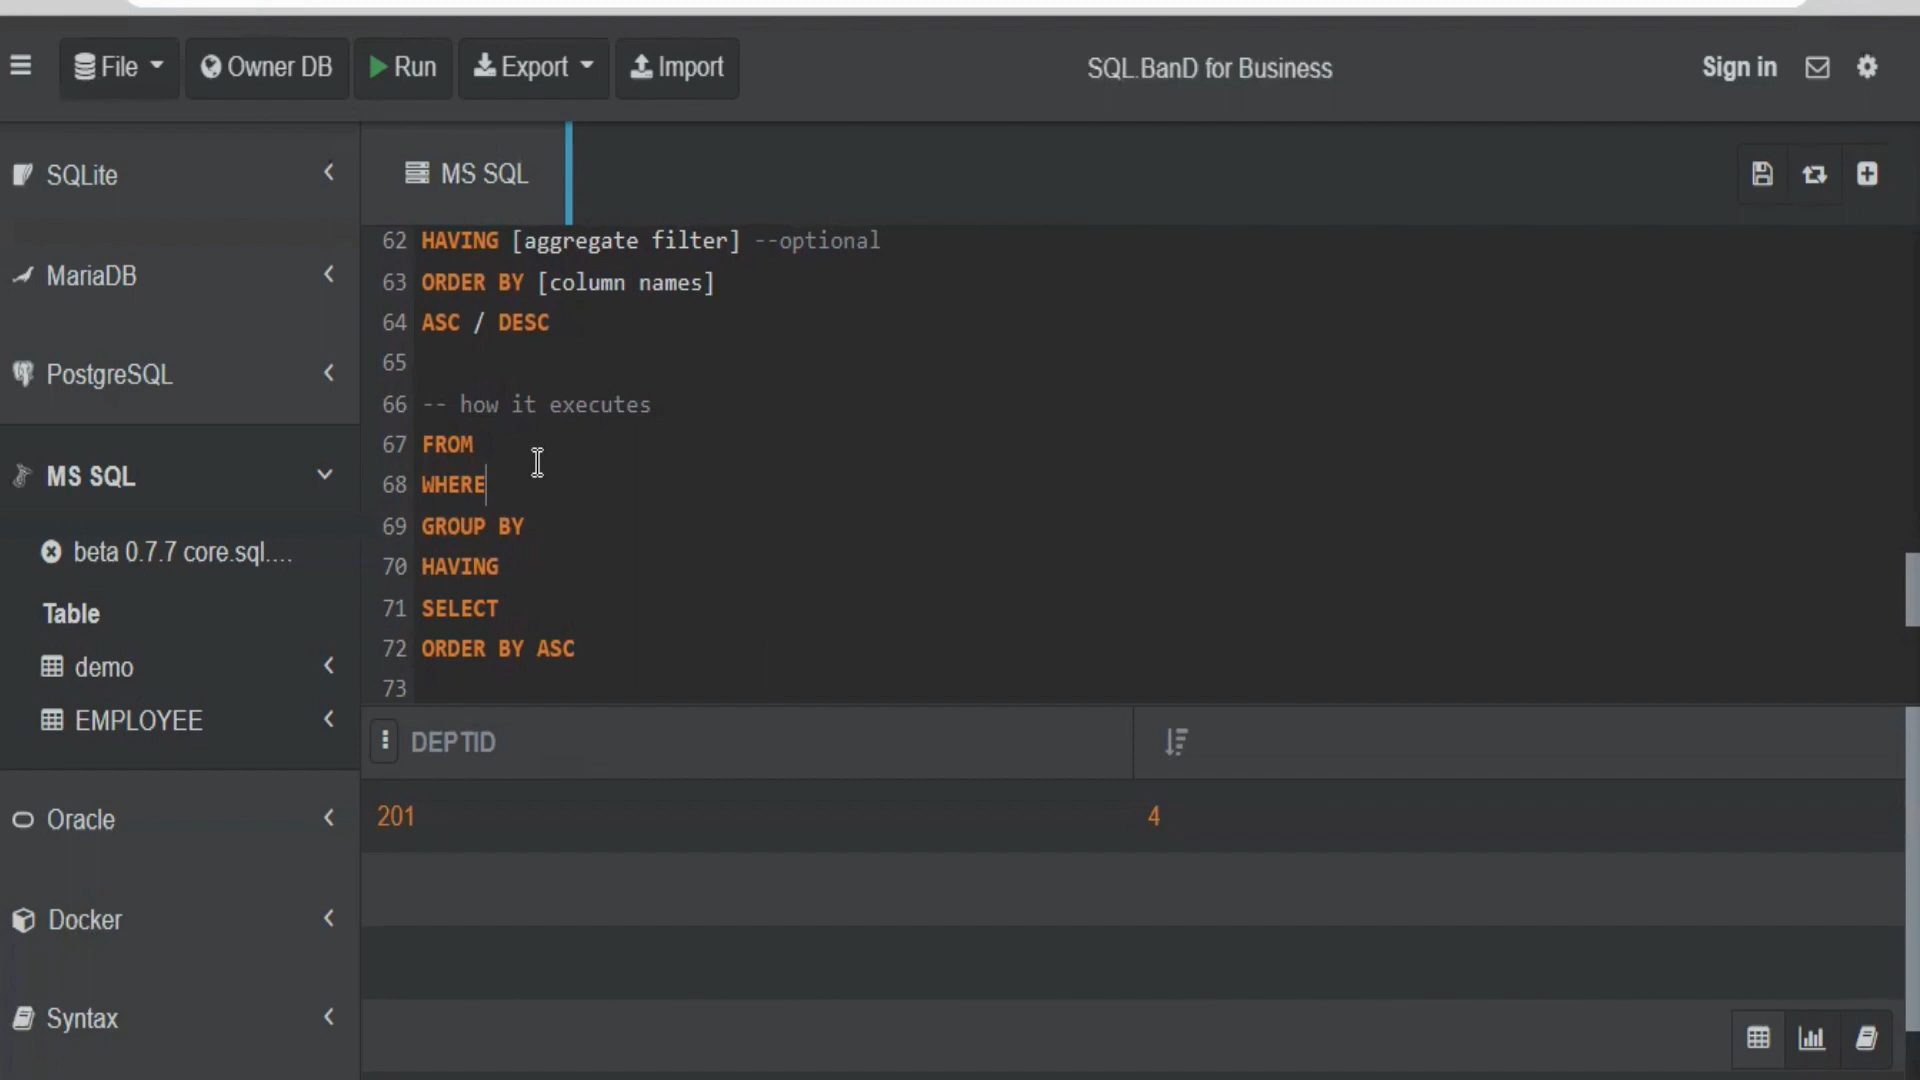 File Owner DB Run Export Import SQL.BanD for Business Sign in
SQLite
MariaDB
PostgreSQL
MS SQL
beta 0.7.7 core.sql....
Table
demo
EMPLOYEE
Oracle
Docker
Syntax
MS SQL
62 HAVING [aggregate filter] --optional
63 ORDER BY [column names]
64 ASC / DESC
65
66 -- how it executes
67 FROM
68 WHERE
69 GROUP BY
70 HAVING
71 SELECT
72 ORDER BY ASC
73
DEPTID
201 4